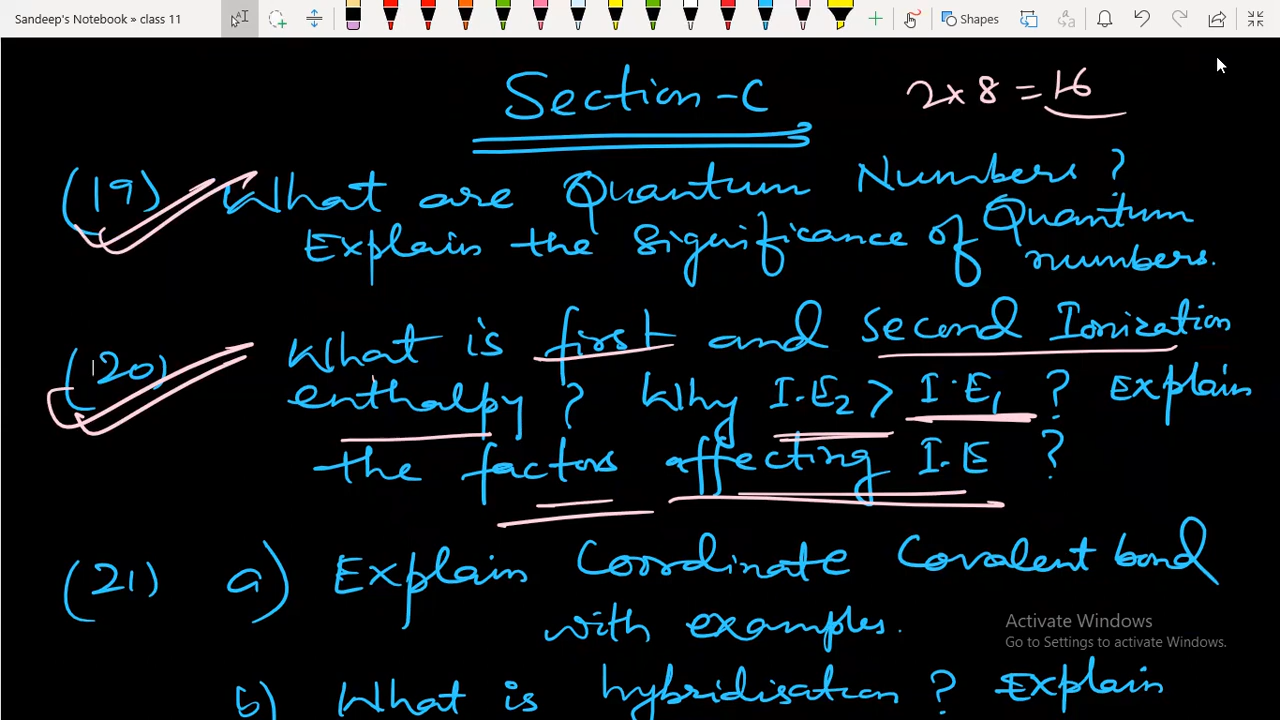 Sandeep's Notebook » class 11
Shapes
Section-C
2 × 8 = 16
(19) What are Quantum Numbers?
Explain the significance of Quantum numbers.
(20) What is first and second Ionization
enthalpy? Why I.E2 > I.E1? Explain
the factors affecting I.E?
(21) a) Explain Coordinate Covalent bond
with examples.
Activate Windows
Go to Settings to activate Windows.
b) What is hybridisation? Explain